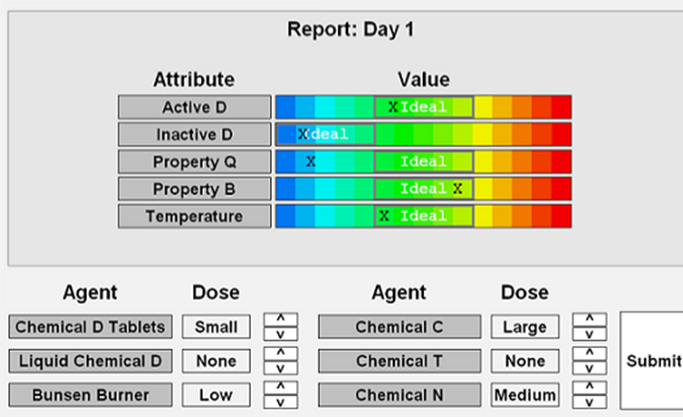 Report: Day 1
Attribute Value
Active D X Ideal
Inactive D X deal
Property Q X Ideal
Property B Ideal X
Temperature X Ideal
Agent Dose Agent Dose
Chemical D Tablets Small ^ v Chemical C Large ^ v
Liquid Chemical D None ^ v Chemical T None ^ v Submit
Bunsen Burner Low ^ v Chemical N Medium ^ v